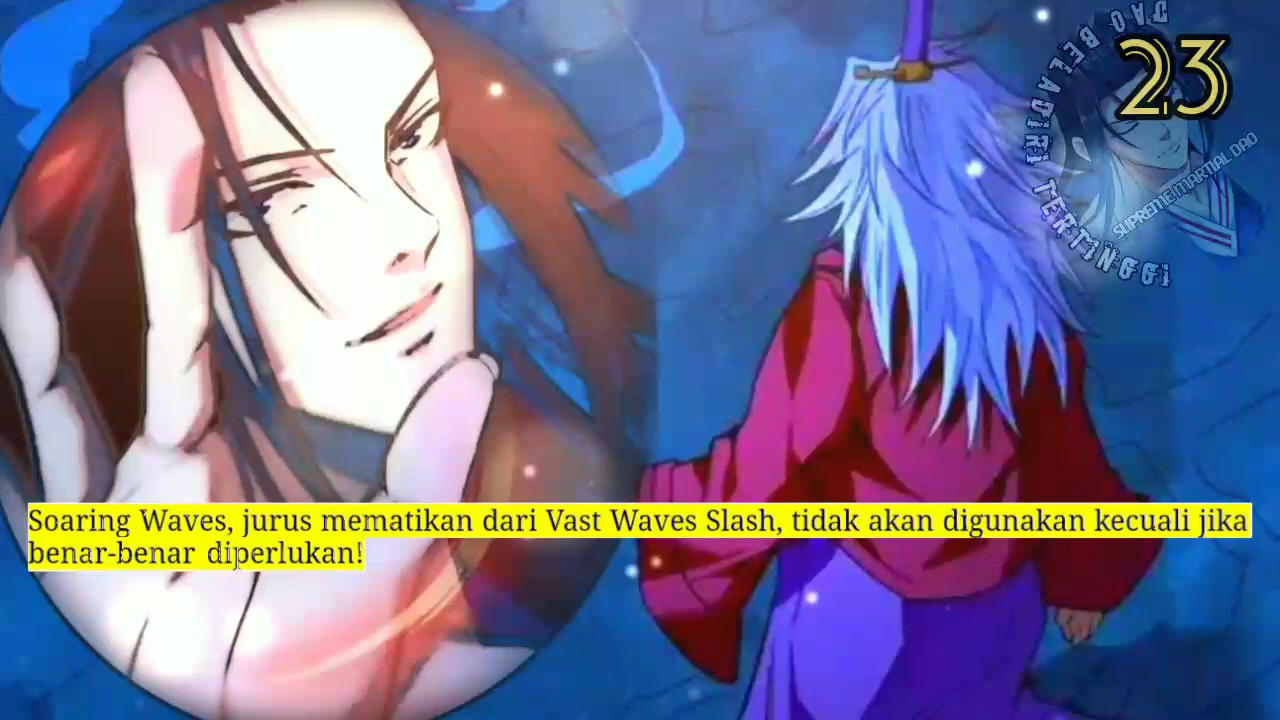 DAO BELADIRI TERTINGGI
23
SUPREME MARTIAL DAO
Soaring Waves, jurus mematikan dari Vast Waves Slash, tidak akan digunakan kecuali jika
benar-benar diperlukan!